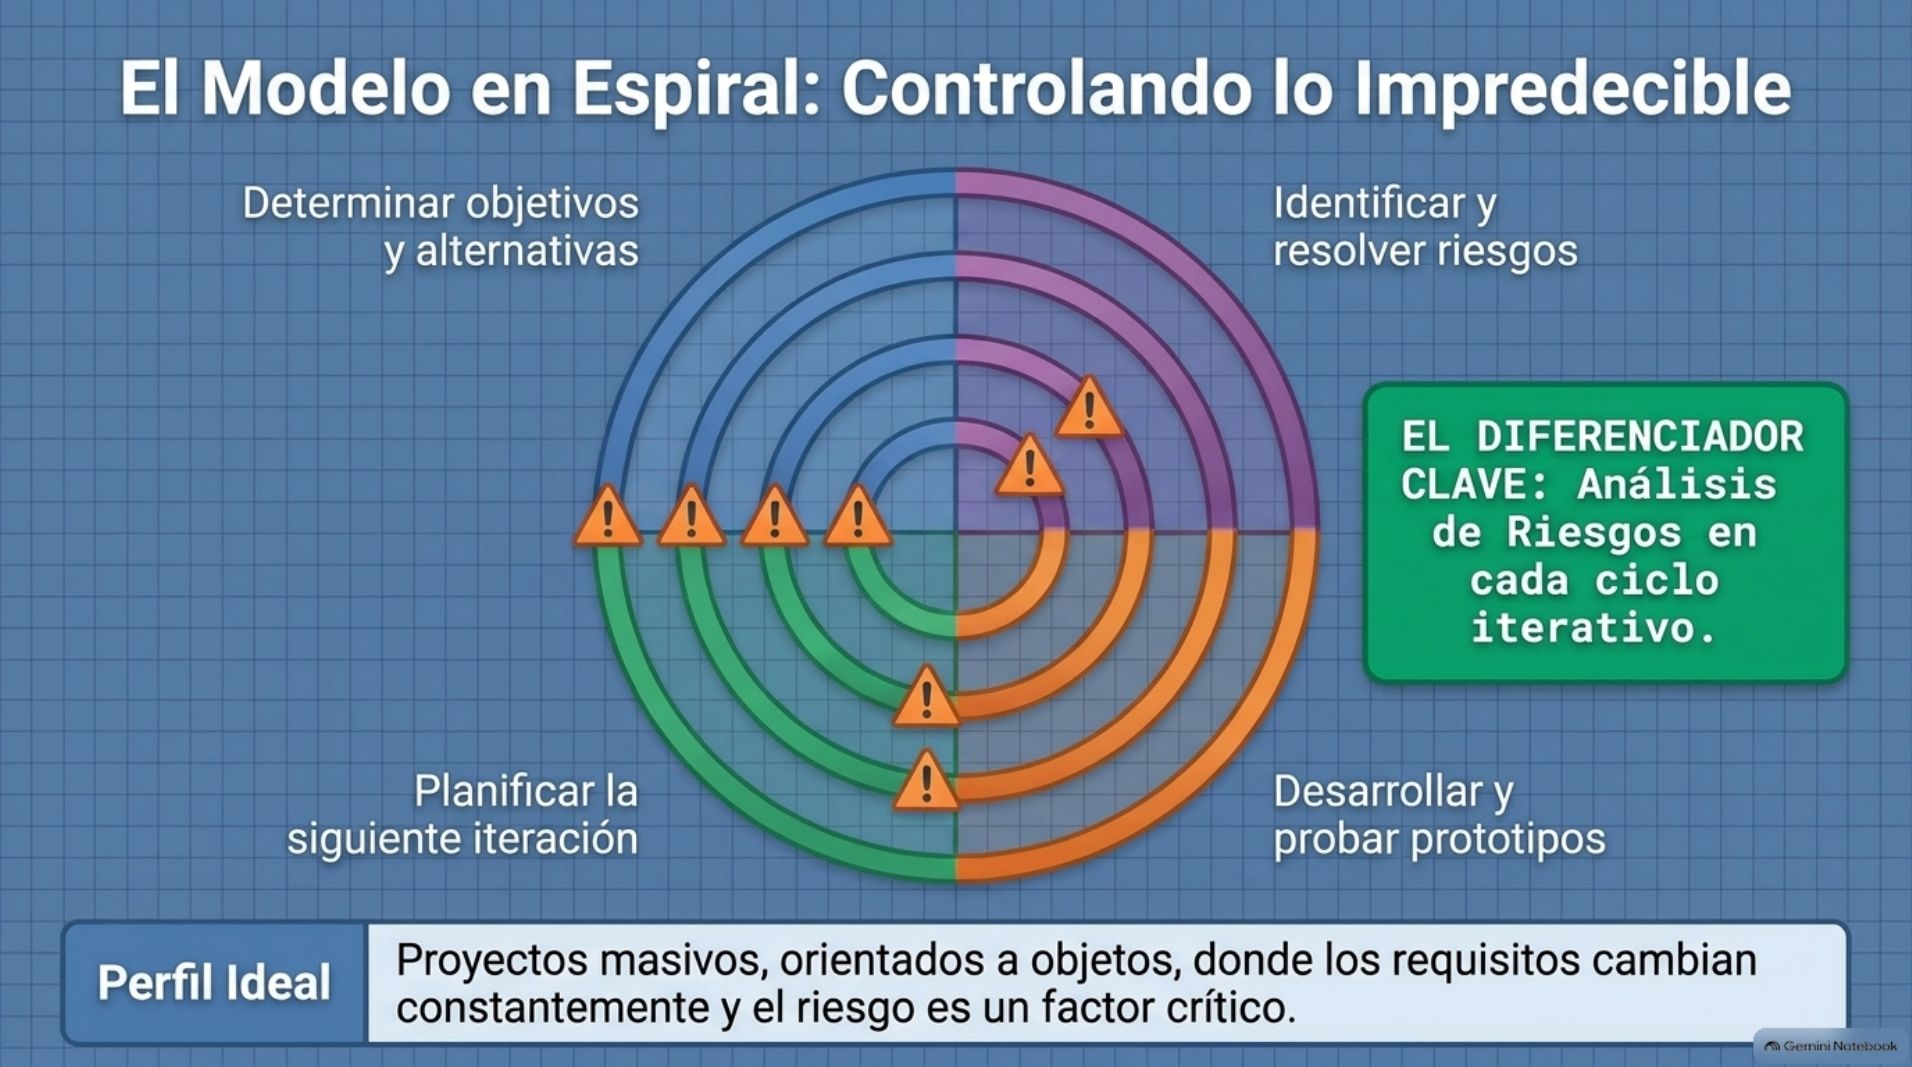 El Modelo en Espiral: Controlando lo Impredecible
Determinar objetivos
y alternativas
Identificar y
resolver riesgos
EL DIFERENCIADOR
CLAVE: Análisis
de Riesgos en
cada ciclo
iterativo.
Planificar la
siguiente iteración
Desarrollar y
probar prototipos
Perfil Ideal
Proyectos masivos, orientados a objetos, donde los requisitos cambian
constantemente y el riesgo es un factor crítico.
Gemini Notebook